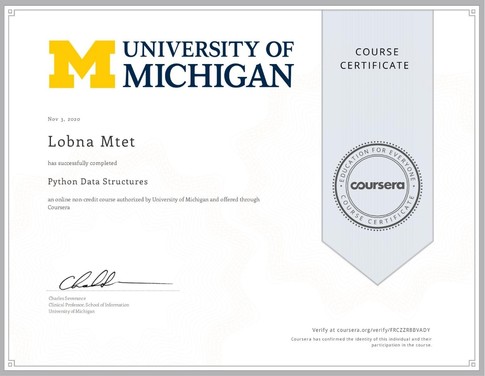 UNIVERSITY OF
MICHIGAN
COURSE
CERTIFICATE
Nov 3, 2020
Lobna Mtet
has successfully completed
Python Data Structures
an online non credit course authorized by University of Michigan and offered through
Coursera
EDUCATION FOR EVERYONE
coursera
COURSE CERTIFICATE
Charles Severance
Clinical Professor, School of Information
University of Michigan
Verify at coursera.org/verify/FRCZZRBBVADY
Coursera has confirmed the identity of this individual and their
participation in the course.